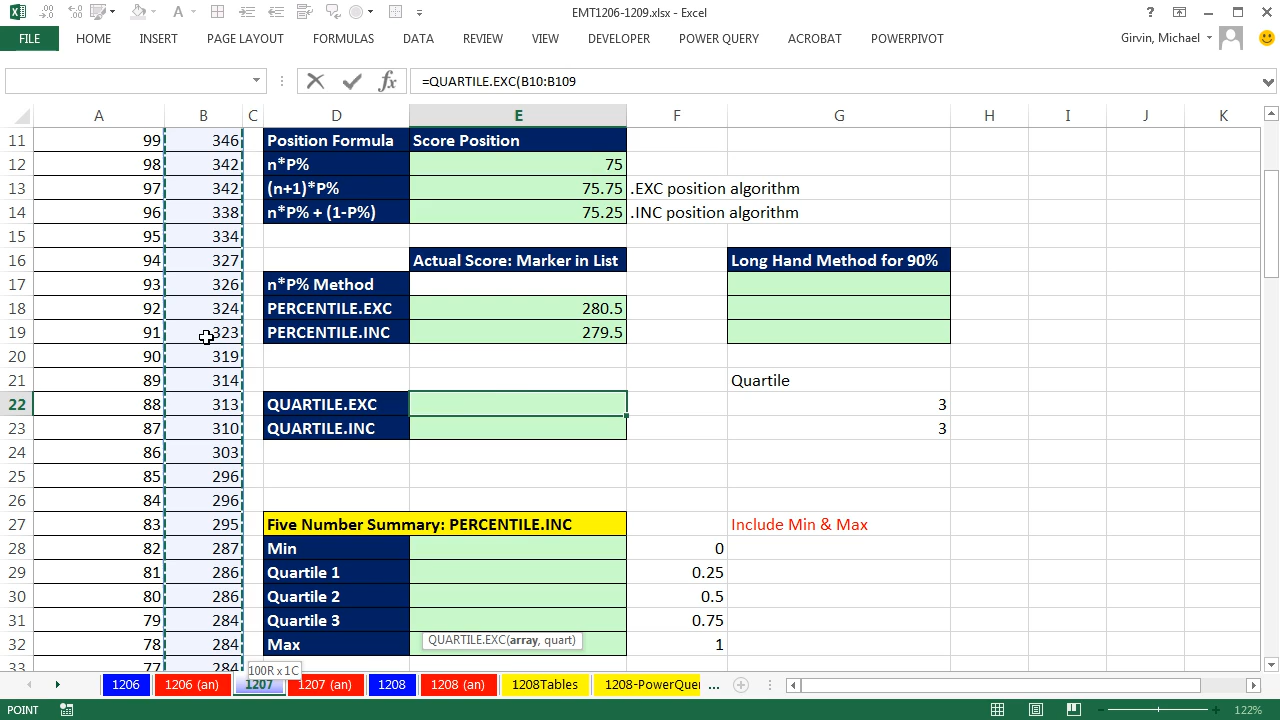 EMT1206-1209.xlsx - Excel
FILE HOME INSERT PAGE LAYOUT FORMULAS DATA REVIEW VIEW DEVELOPER POWER QUERY ACROBAT POWERPIVOT Girvin, Michael
=QUARTILE.EXC(B10:B109
A B C D E F G H I J K
11 99 346 Position Formula Score Position
12 98 342 n*P% 75
13 97 342 (n+1)*P% 75.75 .EXC position algorithm
14 96 338 n*P% + (1-P%) 75.25 .INC position algorithm
15 95 334
16 94 327 Actual Score: Marker in List Long Hand Method for 90%
17 93 326 n*P% Method
18 92 324 PERCENTILE.EXC 280.5
19 91 323 PERCENTILE.INC 279.5
20 90 319
21 89 314 Quartile
22 88 313 QUARTILE.EXC 3
23 87 310 QUARTILE.INC 3
24 86 303
25 85 296
26 84 296
27 83 295 Five Number Summary: PERCENTILE.INC Include Min & Max
28 82 287 Min 0
29 81 286 Quartile 1 0.25
30 80 286 Quartile 2 0.5
31 79 284 Quartile 3 0.75
32 78 284 Max QUARTILE.EXC(array, quart) 1
33 77 284
100R x 1C
1206 1206 (an) 1207 1207 (an) 1208 1208 (an) 1208Tables 1208-PowerQuer ...
POINT 122%